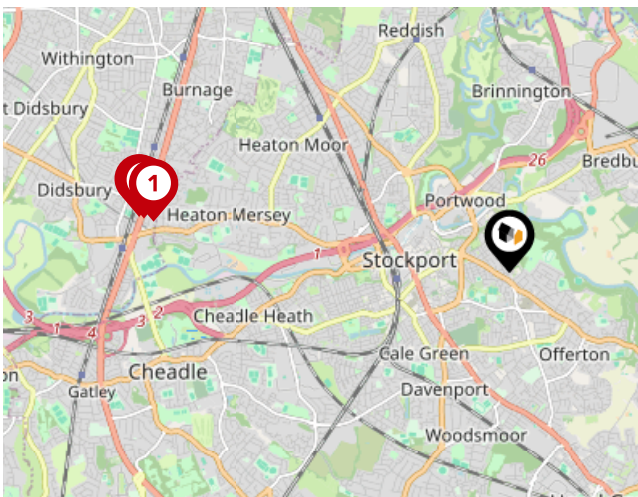 Reddish
Withington
Burnage
Brinnington
t Didsbury
Heaton Moor
26
Bredbu
Didsbury
1
Portwood
Heaton Mersey
1
Stockport
3
1
4
3
2
Cheadle Heath
Cale Green
Offerton
on
Cheadle
Gatley
Davenport
Woodsmoor